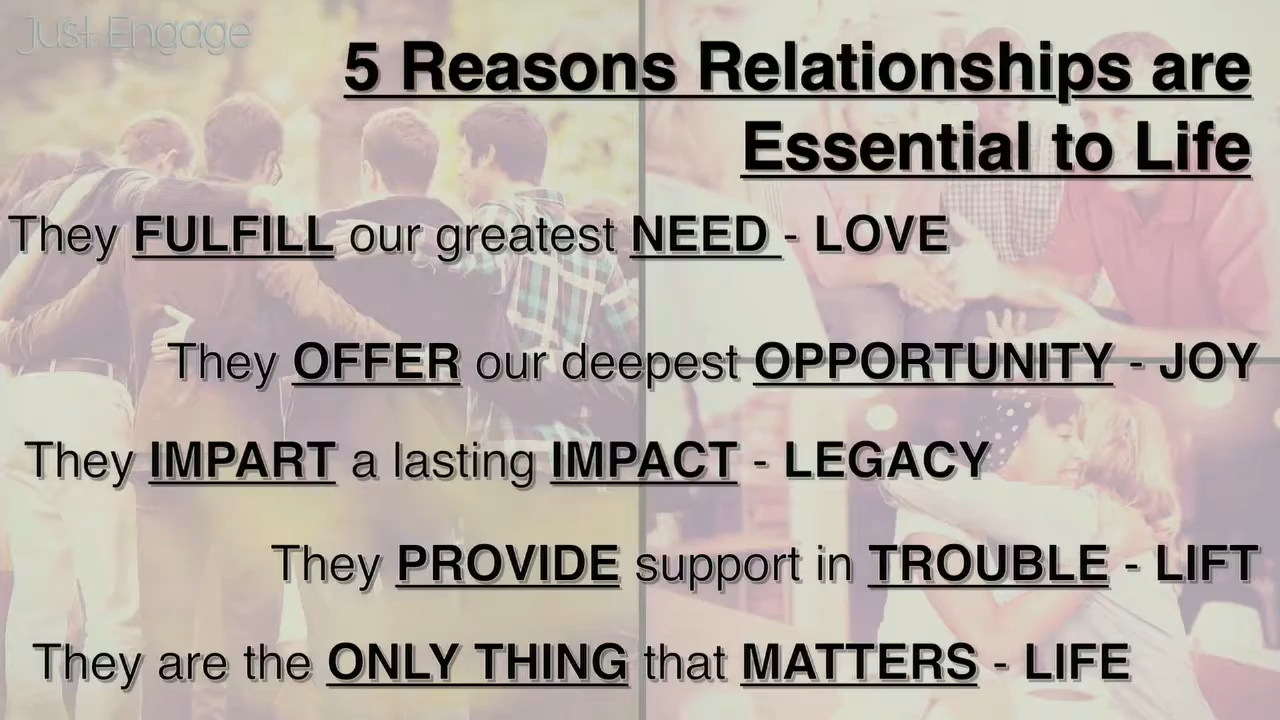 Just Engage
5 Reasons Relationships are
Essential to Life
They FULFILL our greatest NEED - LOVE
They OFFER our deepest OPPORTUNITY - JOY
They IMPART a lasting IMPACT - LEGACY
They PROVIDE support in TROUBLE - LIFT
They are the ONLY THING that MATTERS - LIFE